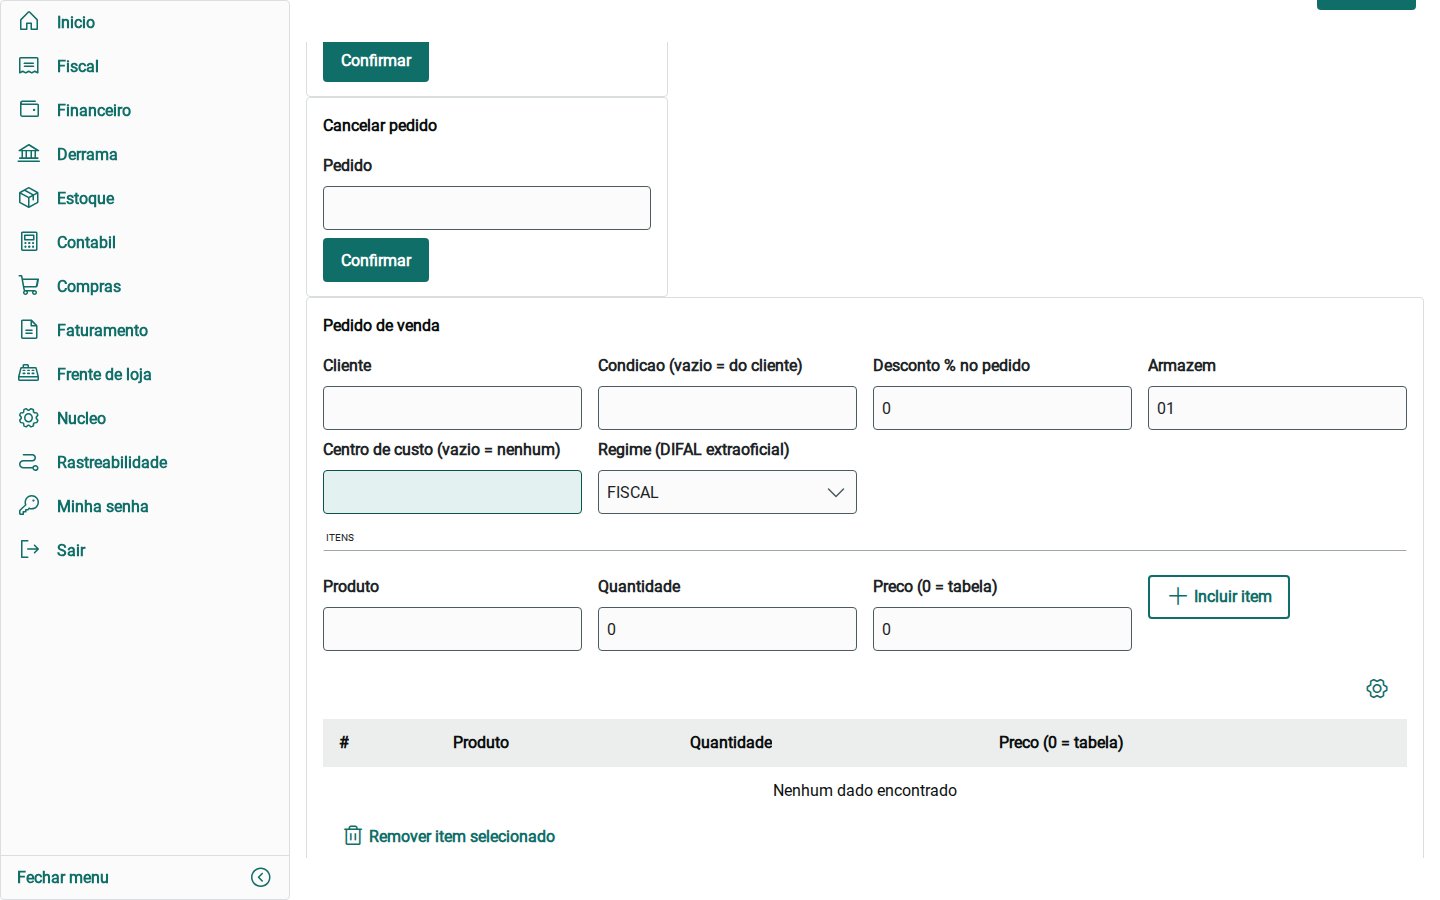 Inicio
Fiscal
Financeiro
Derrama
Estoque
Contabil
Compras
Faturamento
Frente de loja
Nucleo
Rastreabilidade
Minha senha
Sair
Fechar menu
Confirmar
Cancelar pedido
Pedido
Confirmar
Pedido de venda
Cliente
Condicao (vazio = do cliente)
Desconto % no pedido
0
Armazem
01
Centro de custo (vazio = nenhum)
Regime (DIFAL extraoficial)
FISCAL
ITENS
Produto
Quantidade
0
Preco (0 = tabela)
0
Incluir item
# Produto Quantidade Preco (0 = tabela)
Nenhum dado encontrado
Remover item selecionado